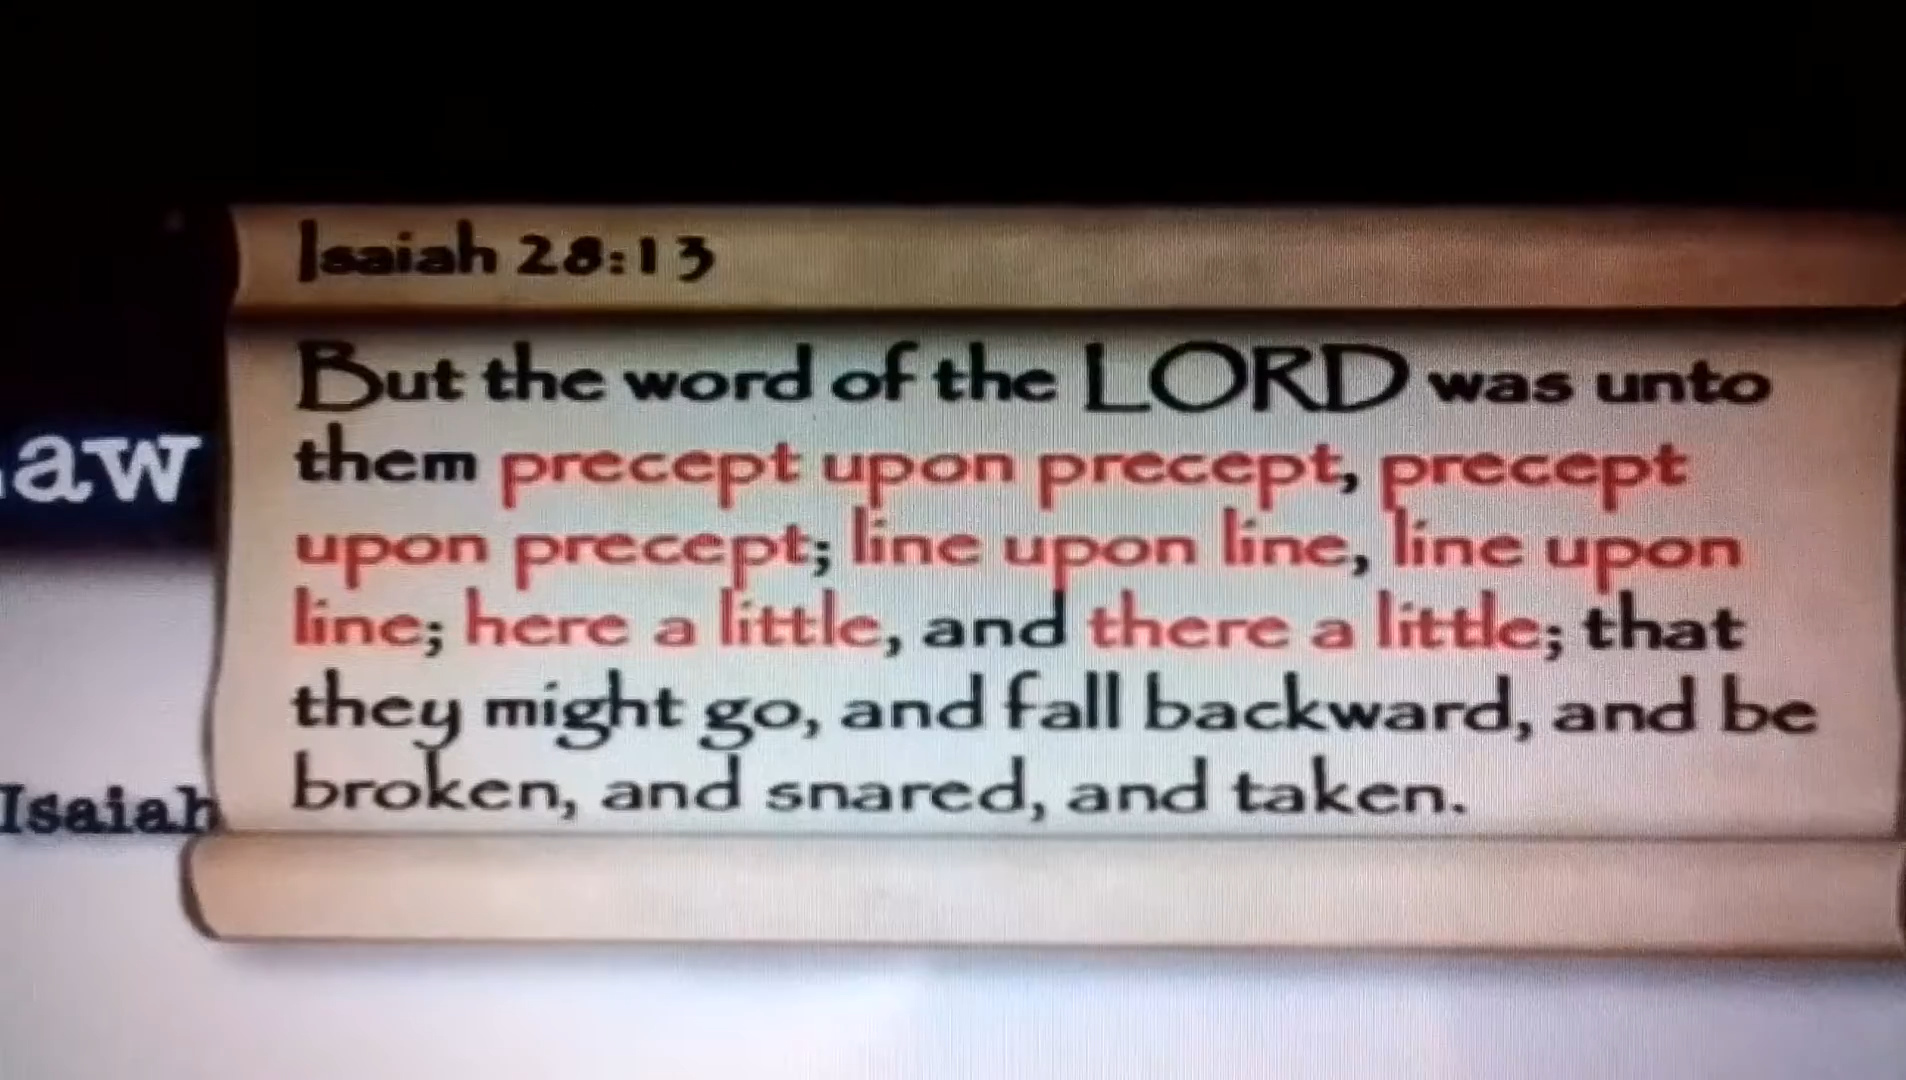 Isaiah 28:13
But the word of the LORD was unto
them precept upon precept, precept
upon precept; line upon line, line upon
line; here a little, and there a little; that
they might go, and fall backward, and be
broken, and snared, and taken.
aw
Isaiah